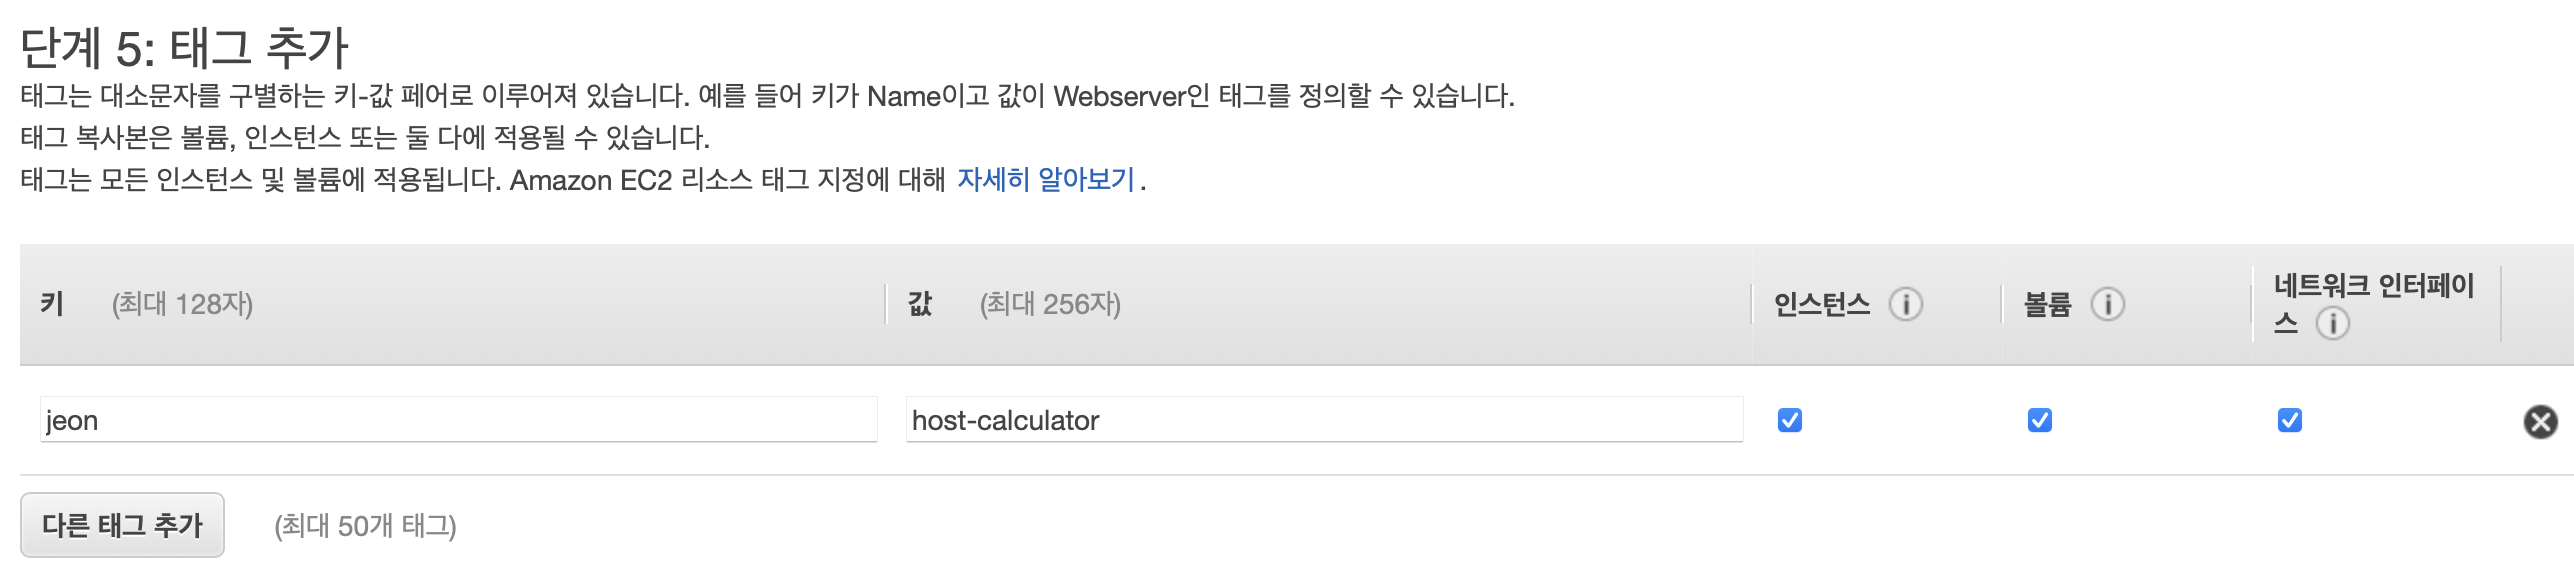 단계 5: 태그 추가
태그는 대소문자를 구별하는 키-값 페어로 이루어져 있습니다. 예를 들어 키가 Name이고 값이 Webserver인 태그를 정의할 수 있습니다.
태그 복사본은 볼륨, 인스턴스 또는 둘 다에 적용될 수 있습니다.
태그는 모든 인스턴스 및 볼륨에 적용됩니다. Amazon EC2 리소스 태그 지정에 대해 자세히 알아보기.
키 (최대 128자) 값 (최대 256자) 인스턴스 볼륨 네트워크 인터페이
스
jeon host-calculator
다른 태그 추가 (최대 50개 태그)